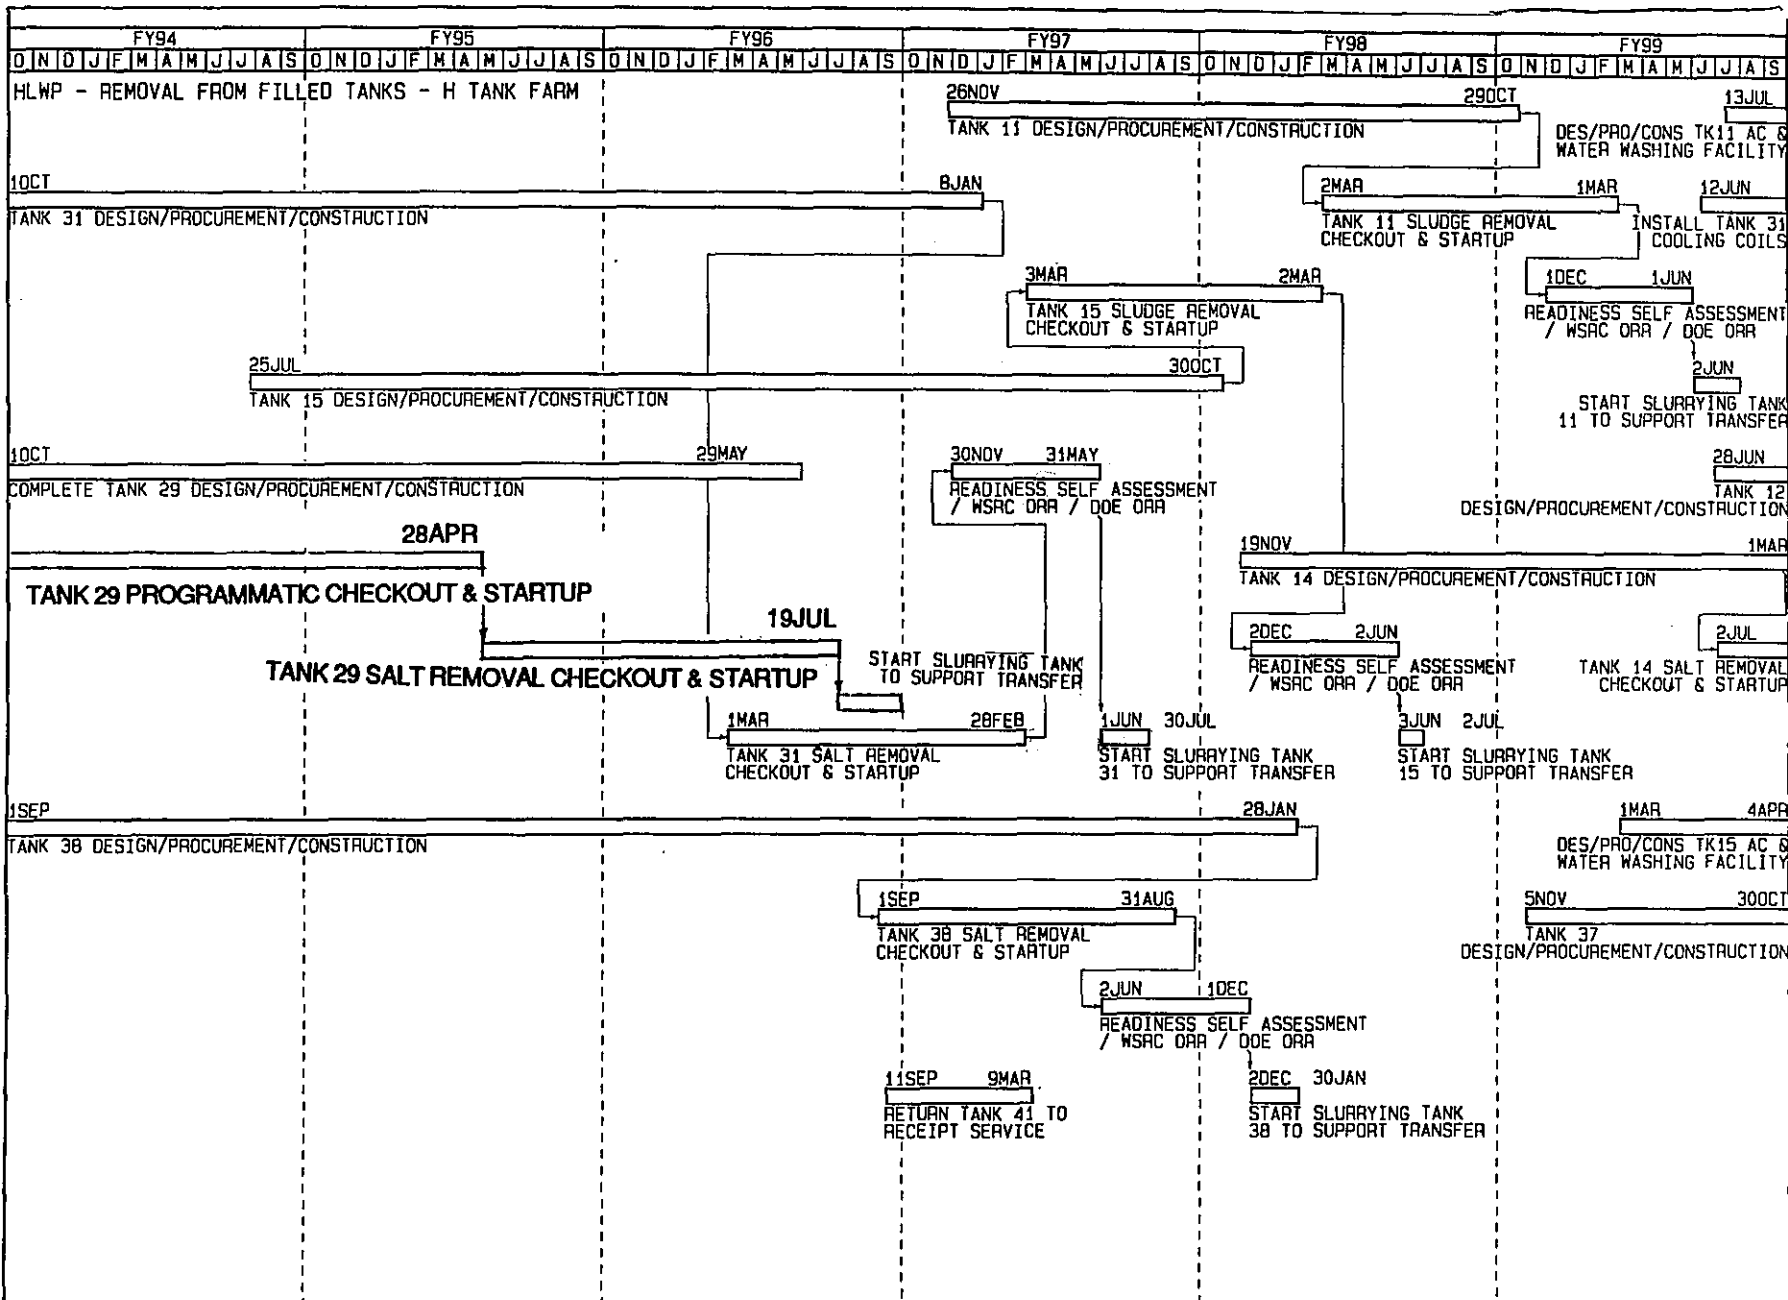 FY94 FY95 FY96 FY97 FY98 FY99
O N D J F M A M J J A S O N D J F M A M J J A S O N D J F M A M J J A S O N D J F M A M J J A S O N D J F M A M J J A S O N D J F M A M J J A S
HLWP - REMOVAL FROM FILLED TANKS - H TANK FARM
26NOV 29OCT
TANK 11 DESIGN/PROCUREMENT/CONSTRUCTION
13JUL
DES/PRO/CONS TK11 AC &
WATER WASHING FACILITY
1OCT 8JAN
TANK 31 DESIGN/PROCUREMENT/CONSTRUCTION
2MAR 1MAR
TANK 11 SLUDGE REMOVAL
CHECKOUT & STARTUP
12JUN
INSTALL TANK 31
COOLING COILS
3MAR 2MAR
TANK 15 SLUDGE REMOVAL
CHECKOUT & STARTUP
1DEC 1JUN
READINESS SELF ASSESSMENT
/ WSRC ORR / DOE ORR
25JUL 30OCT
TANK 15 DESIGN/PROCUREMENT/CONSTRUCTION
2JUN
START SLURRYING TANK
11 TO SUPPORT TRANSFER
1OCT 29MAY
COMPLETE TANK 29 DESIGN/PROCUREMENT/CONSTRUCTION
30NOV 31MAY
READINESS SELF ASSESSMENT
/ WSRC ORR / DOE ORR
28JUN
TANK 12
DESIGN/PROCUREMENT/CONSTRUCTION
28APR
TANK 29 PROGRAMMATIC CHECKOUT & STARTUP
19NOV 1MAR
TANK 14 DESIGN/PROCUREMENT/CONSTRUCTION
19JUL
TANK 29 SALT REMOVAL CHECKOUT & STARTUP
START SLURRYING TANK
TO SUPPORT TRANSFER
2DEC 2JUN
READINESS SELF ASSESSMENT
/ WSRC ORR / DOE ORR
2JUL
TANK 14 SALT REMOVAL
CHECKOUT & STARTUP
1MAR 28FEB
TANK 31 SALT REMOVAL
CHECKOUT & STARTUP
1JUN 30JUL
START SLURRYING TANK
31 TO SUPPORT TRANSFER
3JUN 2JUL
START SLURRYING TANK
15 TO SUPPORT TRANSFER
1SEP 28JAN
TANK 38 DESIGN/PROCUREMENT/CONSTRUCTION
1MAR 4APR
DES/PRO/CONS TK15 AC &
WATER WASHING FACILITY
1SEP 31AUG
TANK 38 SALT REMOVAL
CHECKOUT & STARTUP
5NOV 30OCT
TANK 37
DESIGN/PROCUREMENT/CONSTRUCTION
2JUN 1DEC
READINESS SELF ASSESSMENT
/ WSRC ORR / DOE ORR
11SEP 9MAR
RETURN TANK 41 TO
RECEIPT SERVICE
2DEC 30JAN
START SLURRYING TANK
38 TO SUPPORT TRANSFER